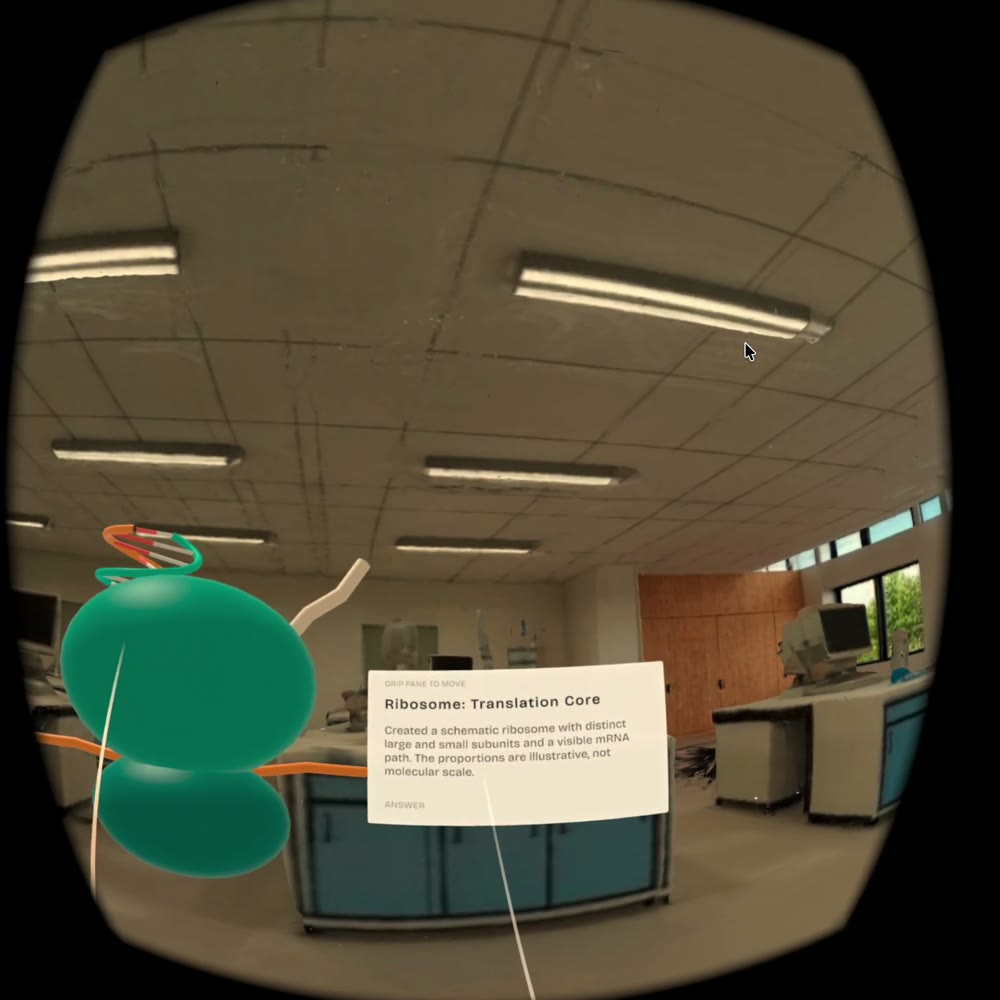 GRIP PANE TO MOVE
Ribosome: Translation Core
Created a schematic ribosome with distinct
large and small subunits and a visible mRNA
path. The proportions are illustrative, not
molecular scale.
ANSWER